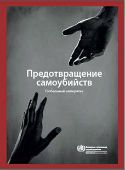 Предотвращение
самоубийств
Глобальный императив